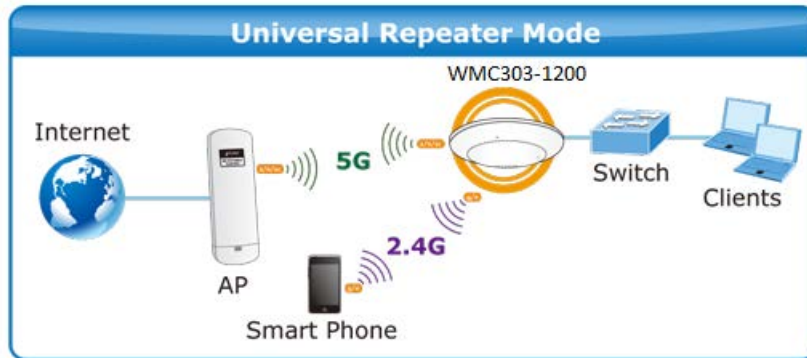 Universal Repeater Mode
WMC303-1200
Internet
5G
Switch
Clients
2.4G
AP
Smart Phone